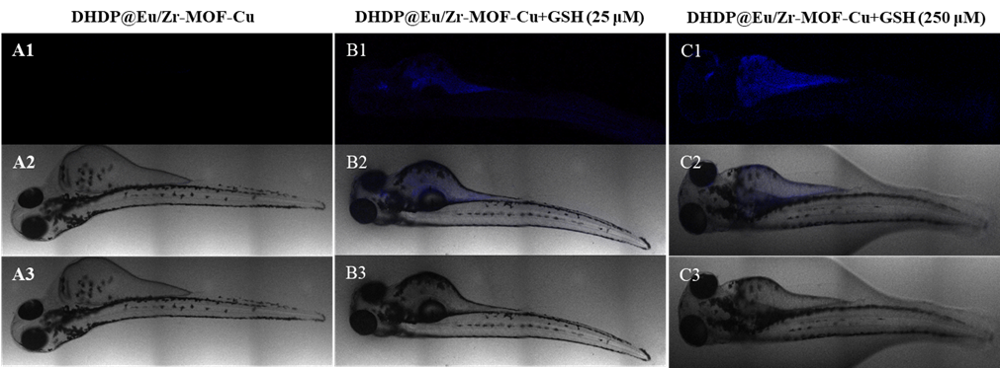 DHDP@Eu/Zr-MOF-Cu
DHDP@Eu/Zr-MOF-Cu+GSH (25 μM)
DHDP@Eu/Zr-MOF-Cu+GSH (250 μM)
A1
B1
C1
A2
B2
C2
A3
B3
C3